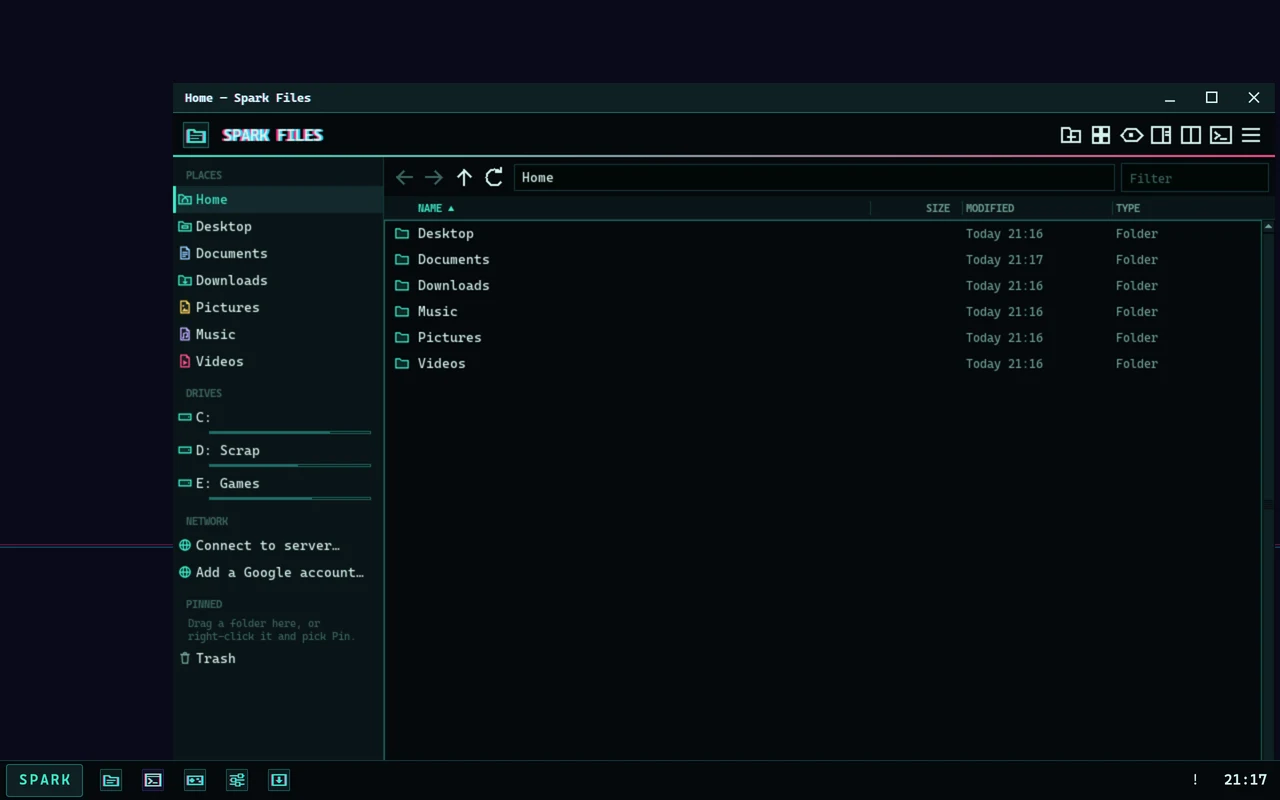 Home — Spark Files
SPARK FILES
PLACES
Home
Desktop
Documents
Downloads
Pictures
Music
Videos
DRIVES
C:
D: Scrap
E: Games
NETWORK
Connect to server…
Add a Google account…
PINNED
Drag a folder here, or
right-click it and pick Pin.
Trash
Home
Filter
NAME ▲ SIZE MODIFIED TYPE
Desktop Today 21:16 Folder
Documents Today 21:17 Folder
Downloads Today 21:16 Folder
Music Today 21:16 Folder
Pictures Today 21:16 Folder
Videos Today 21:16 Folder
SPARK
! 21:17